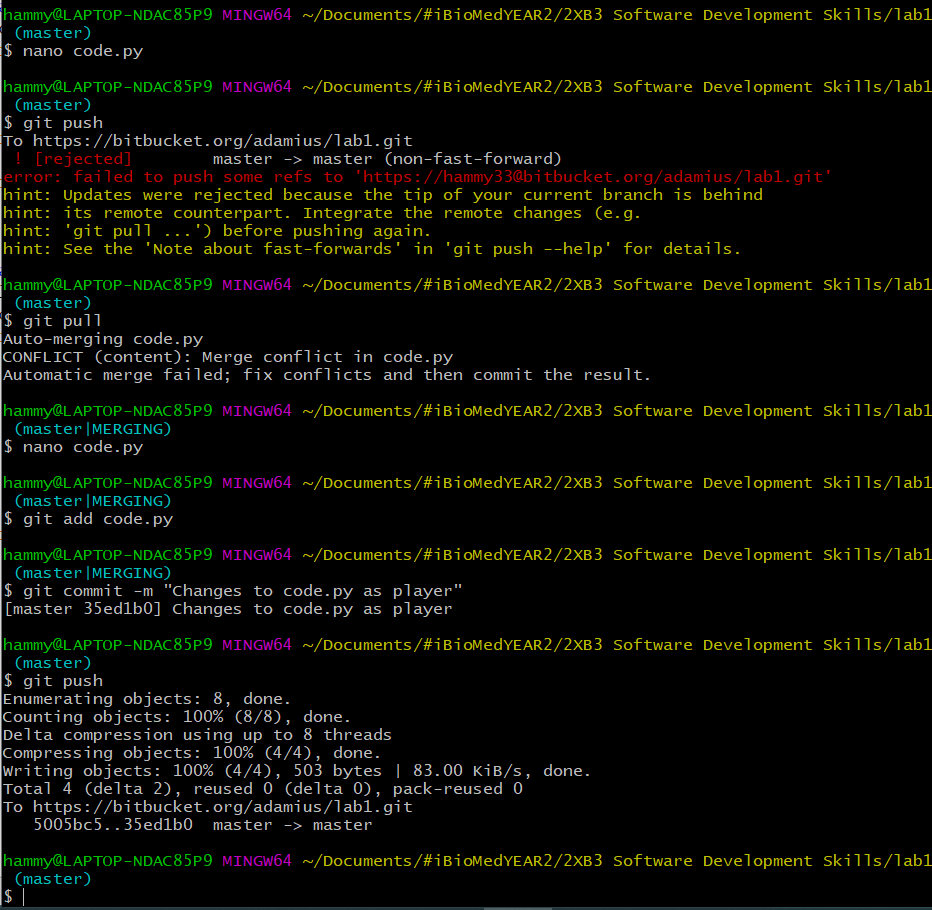 hammy@LAPTOP-NDAC85P9 MINGW64 ~/Documents/#iBioMedYEAR2/2XB3 Software Development Skills/lab1
(master)
$ nano code.py
hammy@LAPTOP-NDAC85P9 MINGW64 ~/Documents/#iBioMedYEAR2/2XB3 Software Development Skills/lab1
(master)
$ git push
To https://bitbucket.org/adamius/lab1.git
! [rejected]        master -> master (non-fast-forward)
error: failed to push some refs to 'https://hammy33@bitbucket.org/adamius/lab1.git'
hint: Updates were rejected because the tip of your current branch is behind
hint: its remote counterpart. Integrate the remote changes (e.g.
hint: 'git pull ...') before pushing again.
hint: See the 'Note about fast-forwards' in 'git push --help' for details.
hammy@LAPTOP-NDAC85P9 MINGW64 ~/Documents/#iBioMedYEAR2/2XB3 Software Development Skills/lab1
(master)
$ git pull
Auto-merging code.py
CONFLICT (content): Merge conflict in code.py
Automatic merge failed; fix conflicts and then commit the result.
hammy@LAPTOP-NDAC85P9 MINGW64 ~/Documents/#iBioMedYEAR2/2XB3 Software Development Skills/lab1
(master|MERGING)
$ nano code.py
hammy@LAPTOP-NDAC85P9 MINGW64 ~/Documents/#iBioMedYEAR2/2XB3 Software Development Skills/lab1
(master|MERGING)
$ git add code.py
hammy@LAPTOP-NDAC85P9 MINGW64 ~/Documents/#iBioMedYEAR2/2XB3 Software Development Skills/lab1
(master|MERGING)
$ git commit -m "Changes to code.py as player"
[master 35ed1b0] Changes to code.py as player
hammy@LAPTOP-NDAC85P9 MINGW64 ~/Documents/#iBioMedYEAR2/2XB3 Software Development Skills/lab1
(master)
$ git push
Enumerating objects: 8, done.
Counting objects: 100% (8/8), done.
Delta compression using up to 8 threads
Compressing objects: 100% (4/4), done.
Writing objects: 100% (4/4), 503 bytes | 83.00 KiB/s, done.
Total 4 (delta 2), reused 0 (delta 0), pack-reused 0
To https://bitbucket.org/adamius/lab1.git
5005bc5..35ed1b0  master -> master
hammy@LAPTOP-NDAC85P9 MINGW64 ~/Documents/#iBioMedYEAR2/2XB3 Software Development Skills/lab1
(master)
$